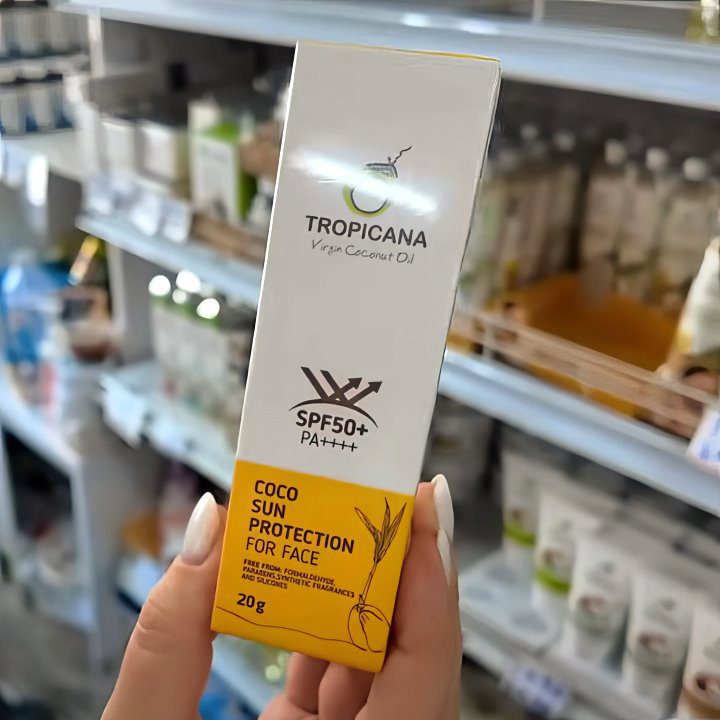 TROPICANA
Virgin Coconut Oil
SPF50+
PA++++
COCO
SUN
PROTECTION
FOR FACE
FREE FROM: FORMALDEHYDE,
PARABENS,SYNTHETIC FRAGRANCES
AND SILICONES
20g